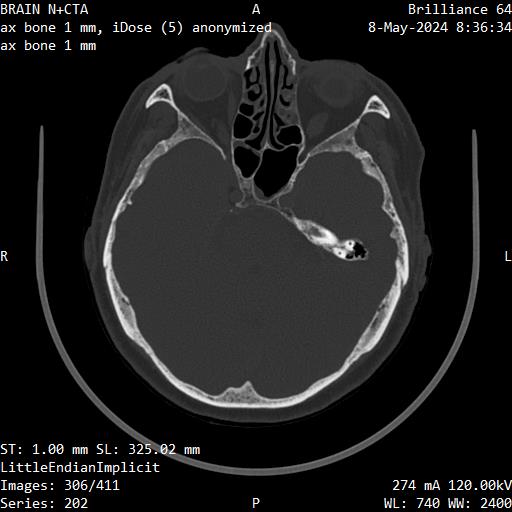 BRAIN N+CTA
A
Brilliance 64
ax bone 1 mm, iDose (5) anonymized
8-May-2024 8:36:34
ax bone 1 mm
R
L
ST: 1.00 mm SL: 325.02 mm
LittleEndianImplicit
Images: 306/411
274 mA 120.00kV
Series: 202
P
WL: 740 WW: 2400